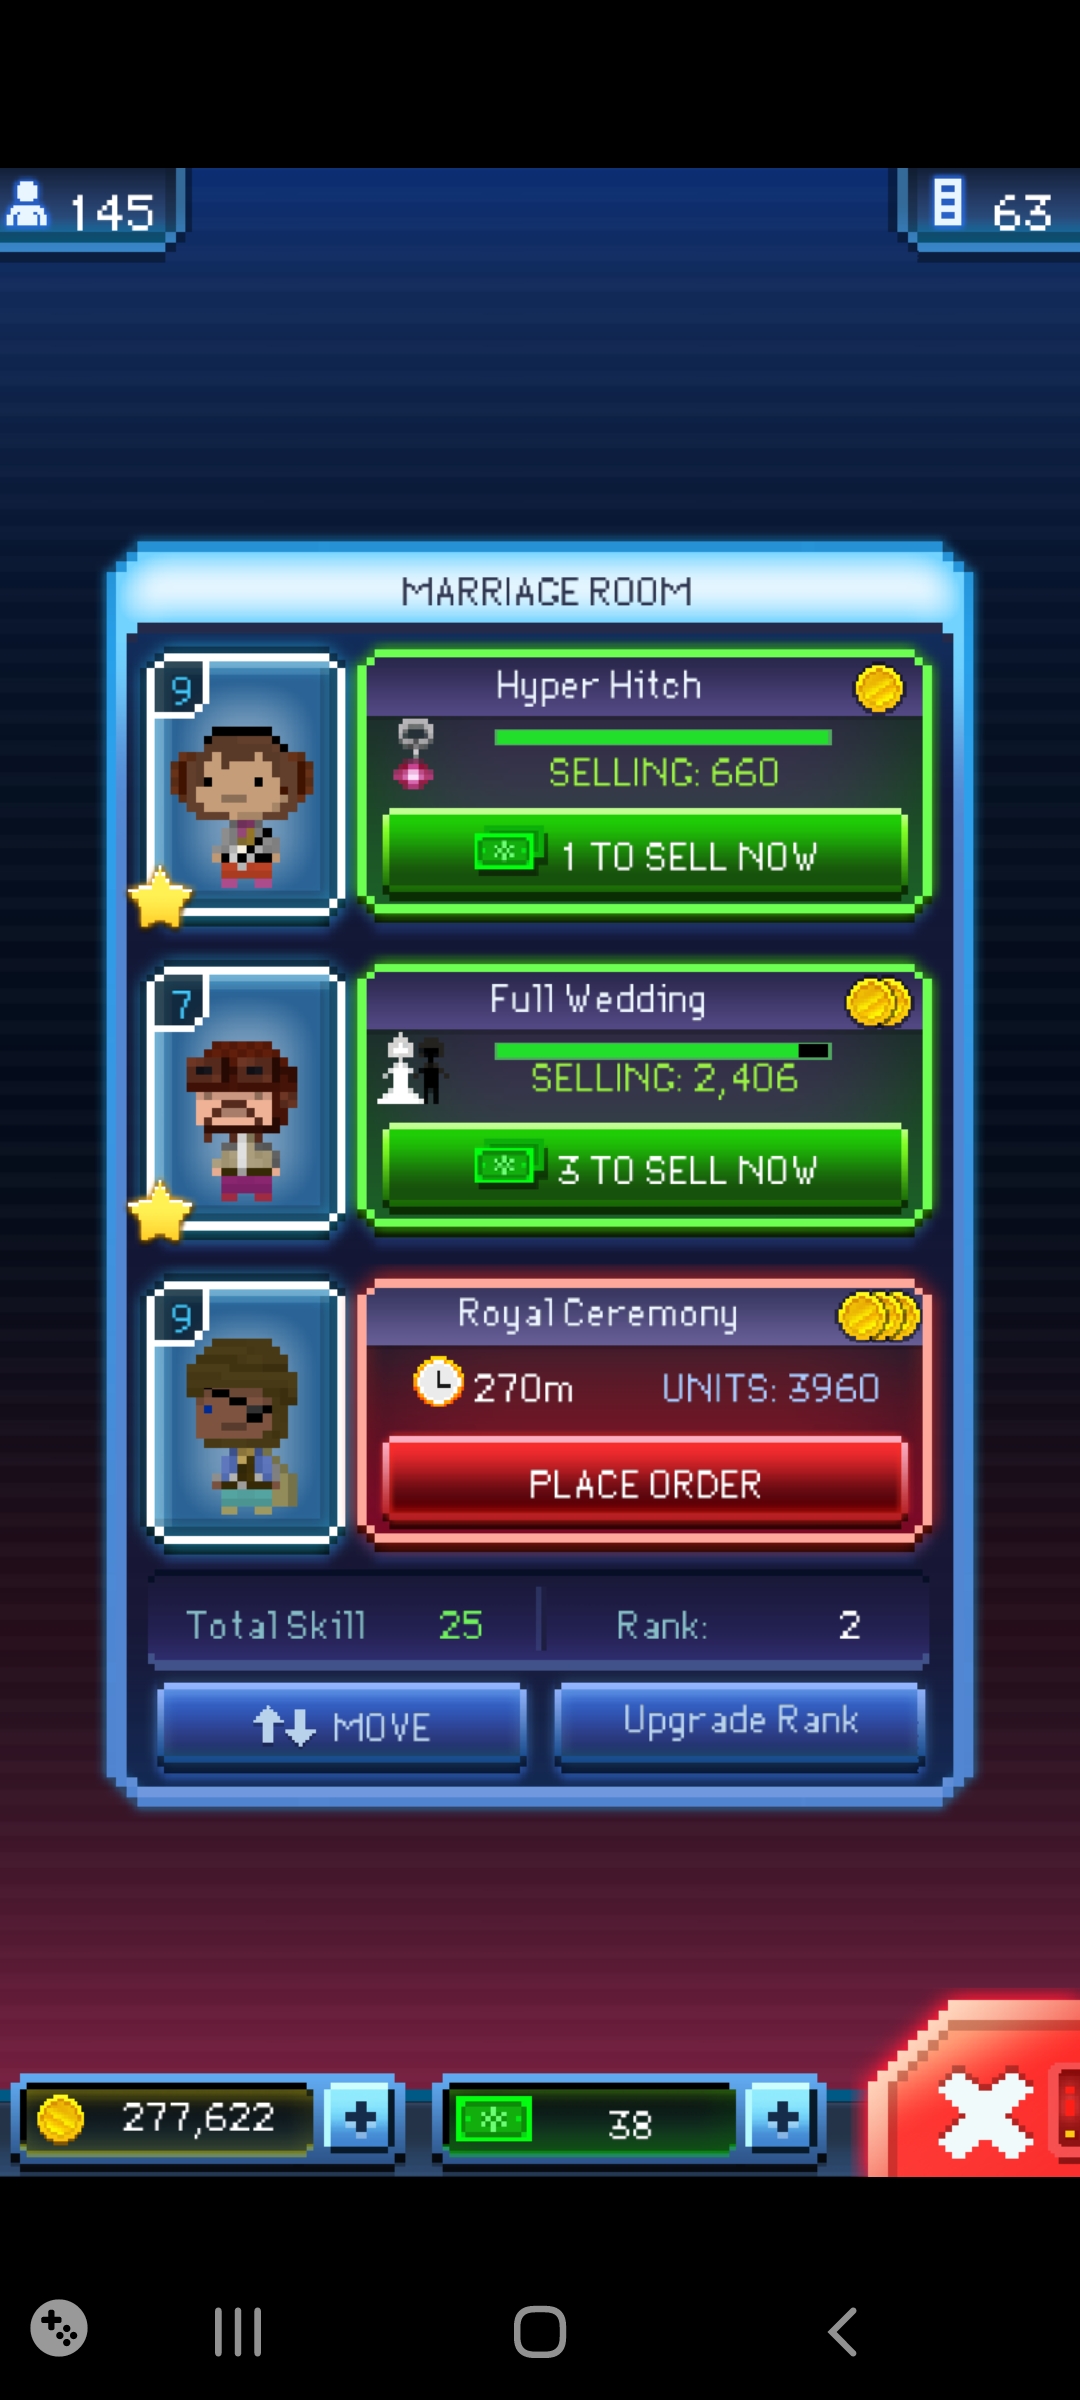 145
63
MARRIAGE ROOM
9
Hyper Hitch
SELLING: 660
1 TO SELL NOW
7
Full Wedding
SELLING: 2,406
3 TO SELL NOW
9
Royal Ceremony
270m UNITS: 3960
PLACE ORDER
Total Skill 25 Rank: 2
MOVE Upgrade Rank
277,622
38